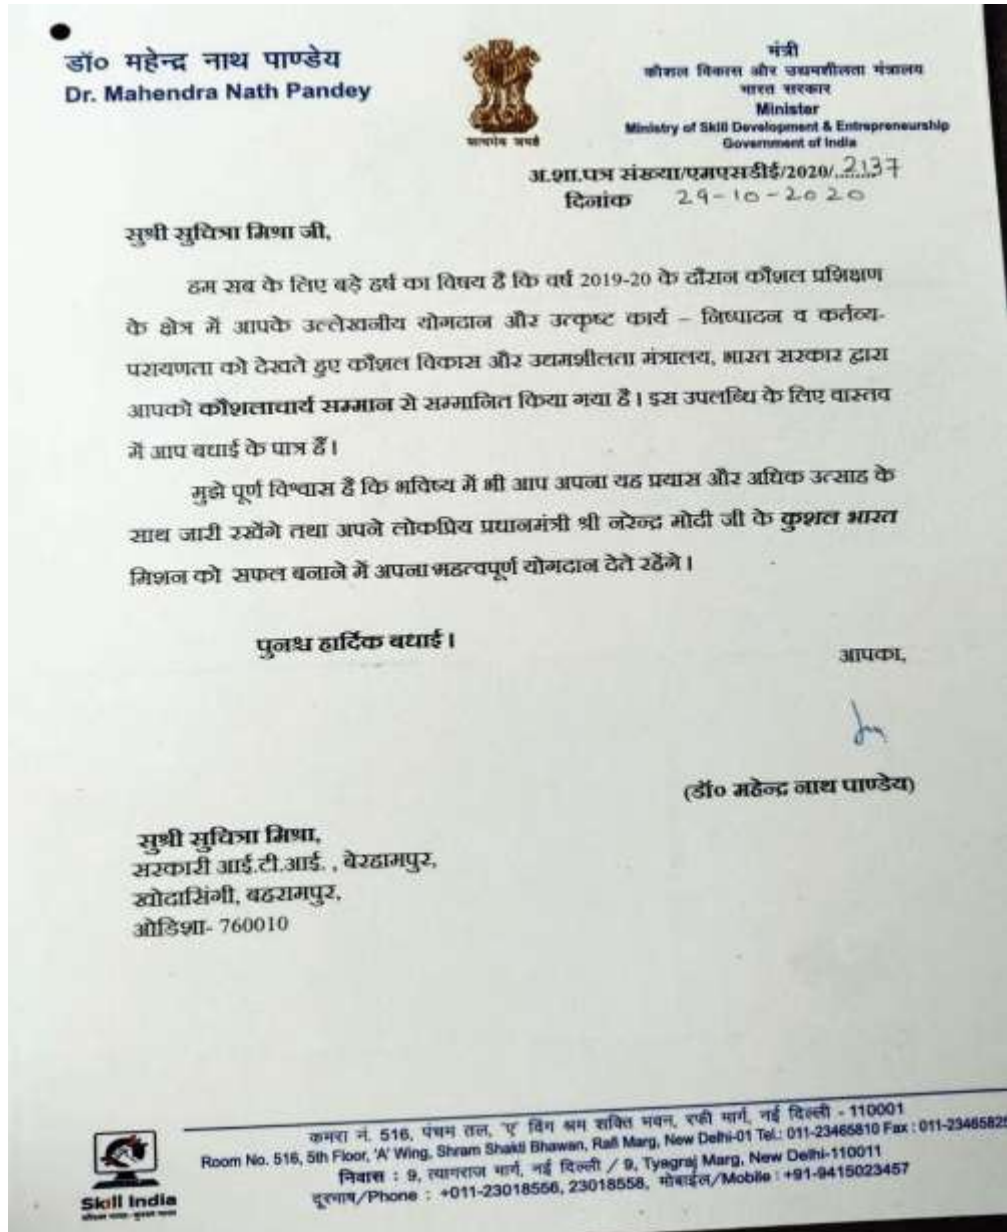 डॉ० महेन्द्र नाथ पाण्डेय
Dr. Mahendra Nath Pandey
सत्यमेव जयते
मंत्री
कौशल विकास और उद्यमशीलता मंत्रालय
भारत सरकार
Minister
Ministry of Skill Development & Entrepreneurship
Government of India
अ.शा.पत्र संख्या/एमएसडीई/2020/.2137
दिनांक 29-10-2020
सुश्री सुचित्रा मिश्रा जी,
हम सब के लिए बड़े हर्ष का विषय है कि वर्ष 2019-20 के दौरान कौशल प्रशिक्षण
के क्षेत्र में आपके उल्लेखनीय योगदान और उत्कृष्ट कार्य – निष्पादन व कर्तव्य-
परायणता को देखते हुए कौशल विकास और उद्यमशीलता मंत्रालय, भारत सरकार द्वारा
आपको कौशलाचार्य सम्मान से सम्मानित किया गया है। इस उपलब्धि के लिए वास्तव
में आप बधाई के पात्र हैं।
मुझे पूर्ण विश्वास है कि भविष्य में भी आप अपना यह प्रयास और अधिक उत्साह के
साथ जारी रखेंगे तथा अपने लोकप्रिय प्रधानमंत्री श्री नरेन्द्र मोदी जी के कुशल भारत
मिशन को सफल बनाने में अपना महत्वपूर्ण योगदान देते रहेंगे।
पुनश्च हार्दिक बधाई।
आपका,
(डॉ० महेन्द्र नाथ पाण्डेय)
सुश्री सुचित्रा मिश्रा,
सरकारी आई.टी.आई. , बेरहामपुर,
खोदासिंगी, बहरामपुर,
ओडिशा- 760010
कमरा नं. 516, पंचम तल, 'ए' विंग श्रम शक्ति भवन, रफी मार्ग, नई दिल्ली - 110001
Room No. 516, 5th Floor, 'A' Wing, Shram Shakti Bhawan, Rafi Marg, New Delhi-01 Tel.: 011-23465810 Fax : 011-23465825
निवास : 9, त्यागराज मार्ग, नई दिल्ली / 9, Tyagraj Marg, New Delhi-110011
दूरभाष/Phone : +011-23018556, 23018558, मोबाईल/Mobile : +91-9415023457
Skill India
कौशल भारत-कुशल भारत